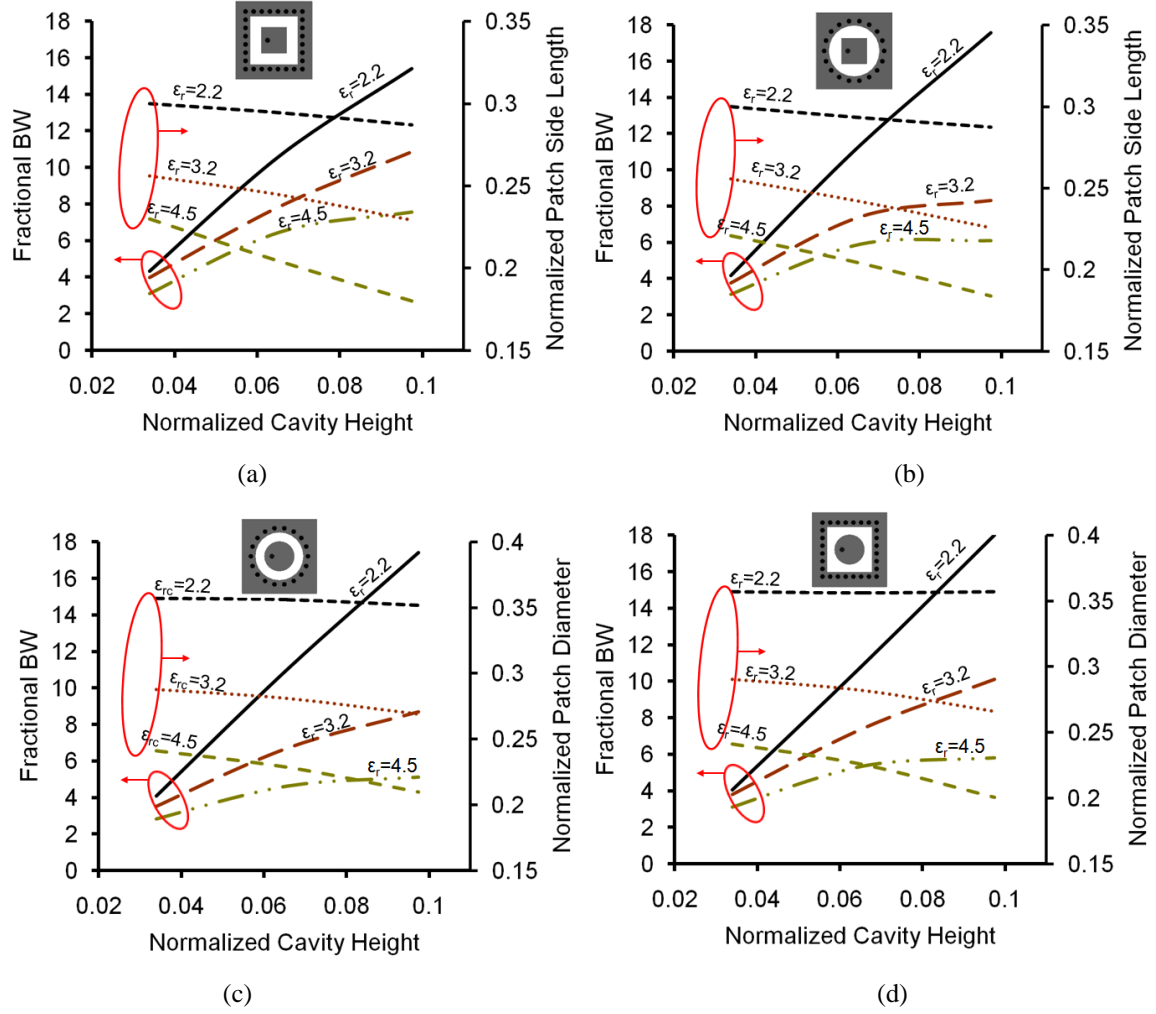 18
16
14
12
10
8
6
4
2
0
Fractional BW
0.35
0.3
0.25
0.2
0.15
Normalized Patch Side Length
εr=2.2
εr=2.2
εr=3.2
εr=3.2
εr=4.5
εr=4.5
0.02 0.04 0.06 0.08 0.1
Normalized Cavity Height
(a)
18
16
14
12
10
8
6
4
2
0
Fractional BW
0.35
0.3
0.25
0.2
0.15
Normalized Patch Side Length
εr=2.2
εr=2.2
εr=3.2
εr=3.2
εr=4.5
εr=4.5
0.02 0.04 0.06 0.08 0.1
Normalized Cavity Height
(b)
18
16
14
12
10
8
6
4
2
0
Fractional BW
0.4
0.35
0.3
0.25
0.2
0.15
Normalized Patch Diameter
εr=2.2
εrc=2.2
εrc=3.2
εr=3.2
εrc=4.5
εr=4.5
0.02 0.04 0.06 0.08 0.1
Normalized Cavity Height
(c)
18
16
14
12
10
8
6
4
2
0
Fractional BW
0.4
0.35
0.3
0.25
0.2
0.15
Normalized Patch Diameter
εr=2.2
εr=2.2
εr=3.2
εr=3.2
εr=4.5
εr=4.5
0.02 0.04 0.06 0.08 0.1
Normalized Cavity Height
(d)